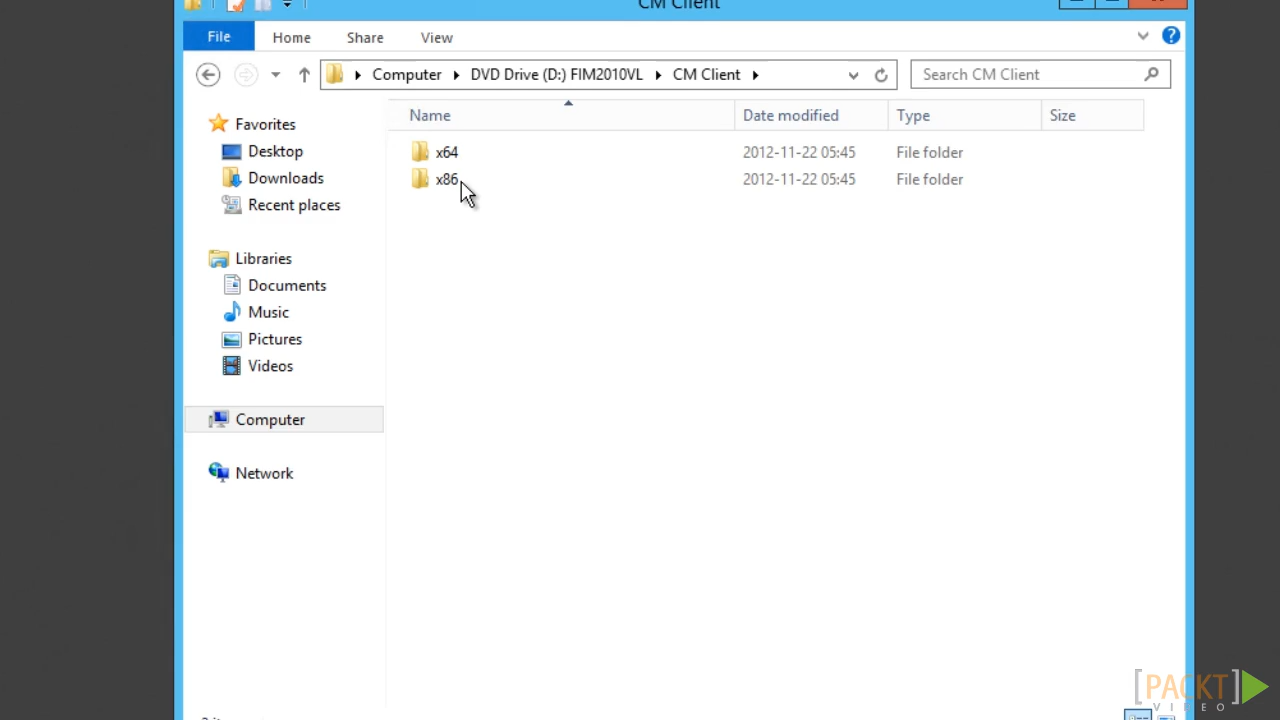 CM Client
File Home Share View
Computer DVD Drive (D:) FIM2010VL CM Client
Search CM Client
Name Date modified Type Size
x64 2012-11-22 05:45 File folder
x86 2012-11-22 05:45 File folder
Favorites
Desktop
Downloads
Recent places
Libraries
Documents
Music
Pictures
Videos
Computer
Network
[PACKT]
VIDEO